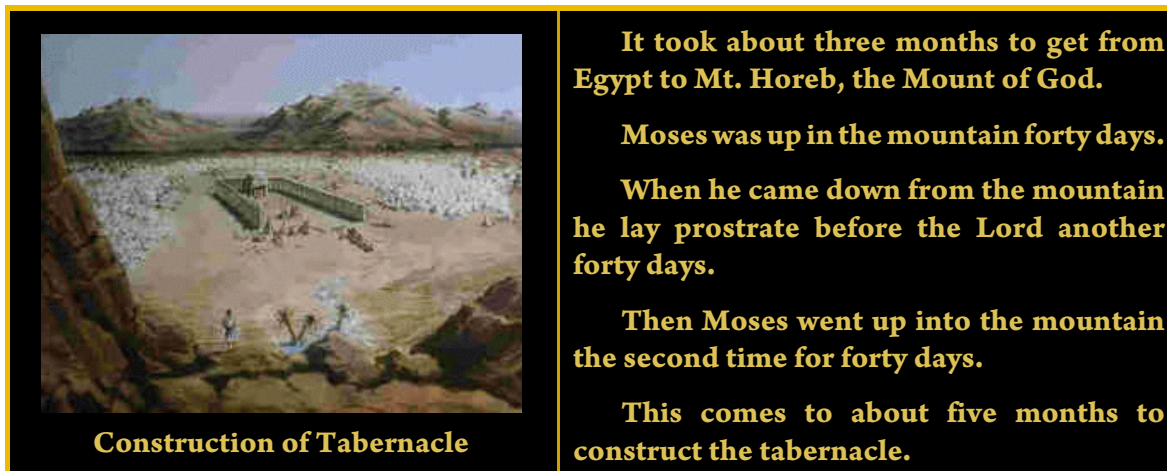 Construction of Tabernacle
It took about three months to get from
Egypt to Mt. Horeb, the Mount of God.
Moses was up in the mountain forty days.
When he came down from the mountain
he lay prostrate before the Lord another
forty days.
Then Moses went up into the mountain
the second time for forty days.
This comes to about five months to
construct the tabernacle.